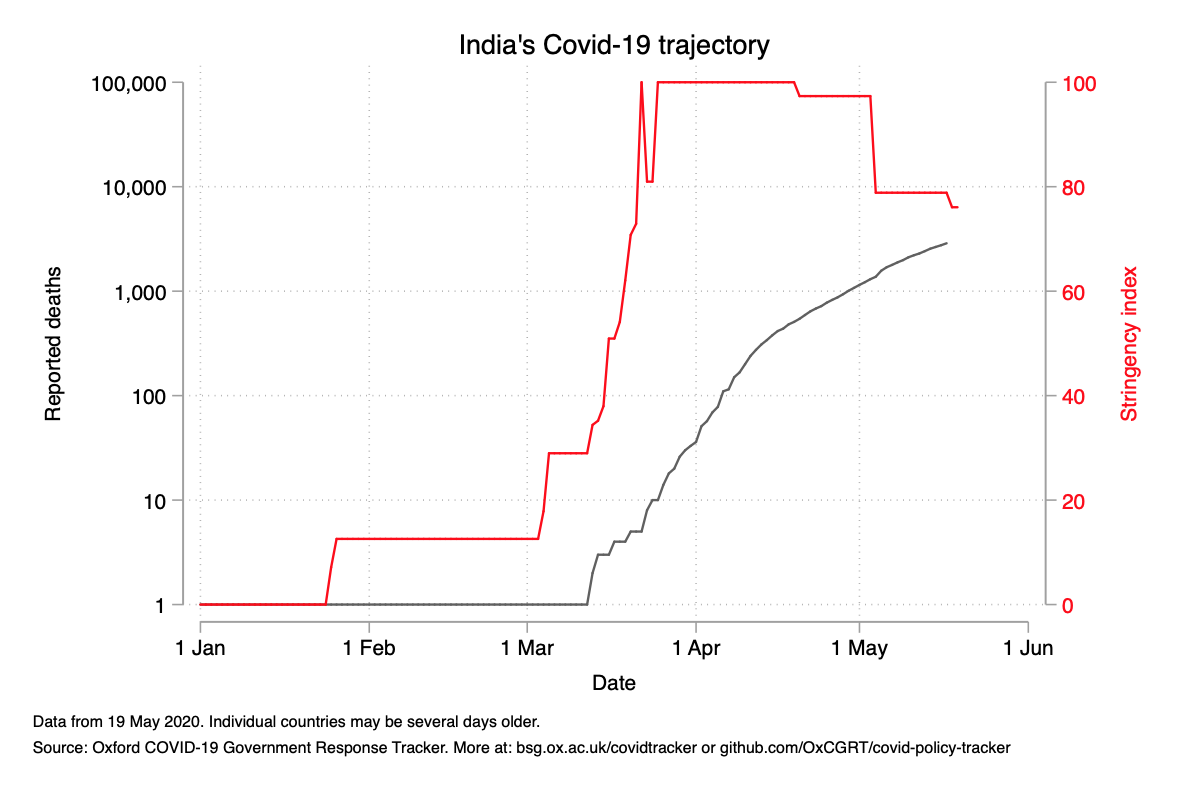 India's Covid-19 trajectory
100,000
10,000
1,000
100
10
1
Reported deaths
100
80
60
40
20
0
Stringency index
1 Jan
1 Feb
1 Mar
1 Apr
1 May
1 Jun
Date
Data from 19 May 2020. Individual countries may be several days older.
Source: Oxford COVID-19 Government Response Tracker. More at: bsg.ox.ac.uk/covidtracker or github.com/OxCGRT/covid-policy-tracker